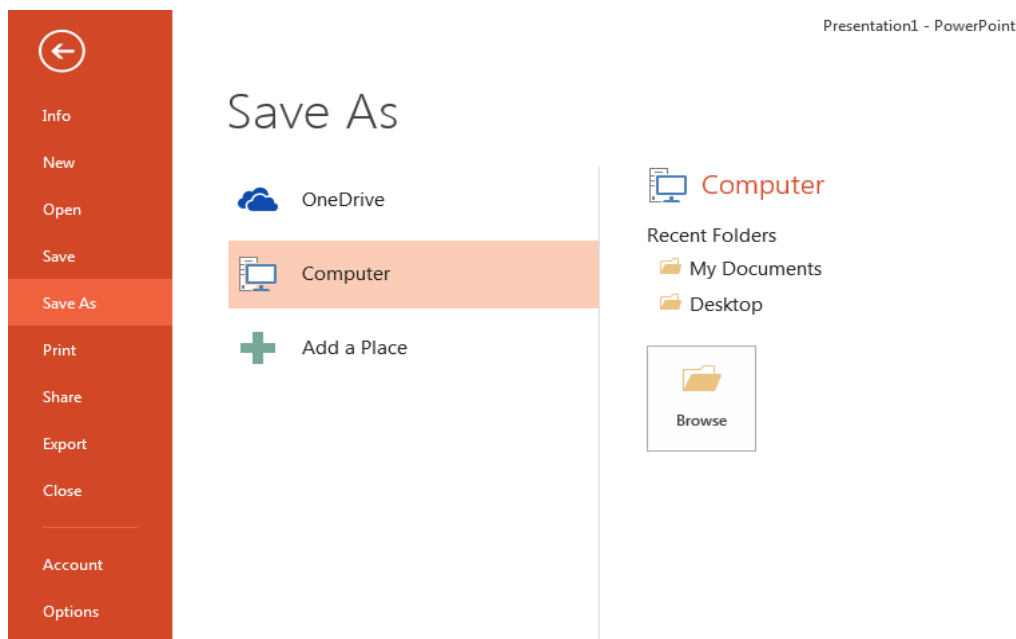 Presentation1 - PowerPoint
Info
New
Open
Save
Save As
Print
Share
Export
Close
Account
Options
Save As
OneDrive
Computer
Add a Place
Computer
Recent Folders
My Documents
Desktop
Browse